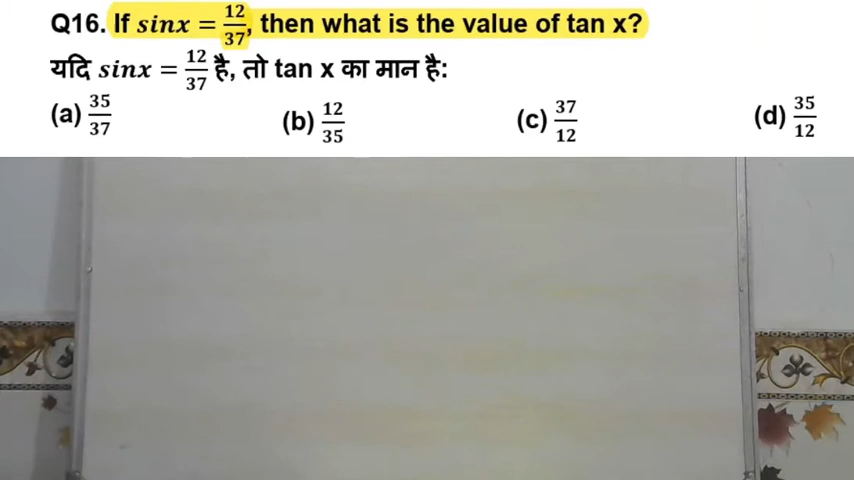 Q16. If sinx = 12/37, then what is the value of tan x?
यदि sinx = 12/37 है, तो tan x का मान है:
(a) 35/37 (b) 12/35 (c) 37/12 (d) 35/12